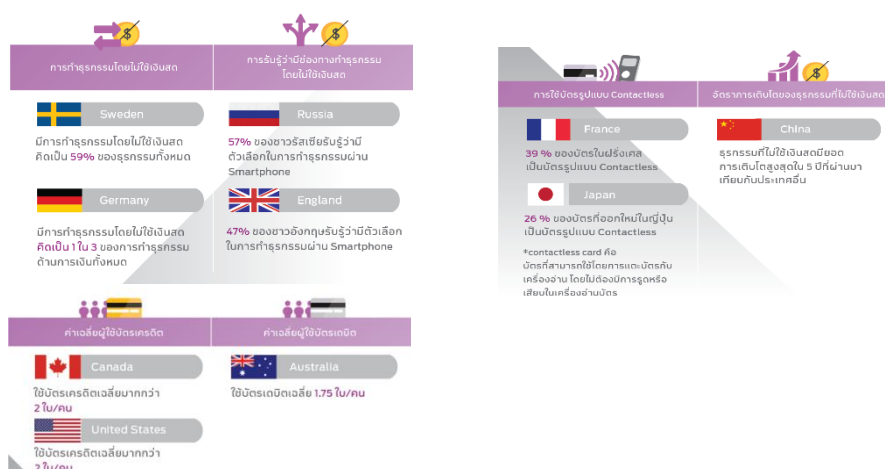 การทำธุรกรรมโดยไม่ใช้เงินสด
Sweden
มีการทำธุรกรรมโดยไม่ใช้เงินสด
คิดเป็น 59% ของธุรกรรมทั้งหมด
Germany
มีการทำธุรกรรมโดยไม่ใช้เงินสด
คิดเป็น 1 ใน 3 ของการทำธุรกรรม
ด้านการเงินทั้งหมด
การรับรู้ว่ามีช่องทางทำธุรกรรม
โดยไม่ใช้เงินสด
Russia
57% ของชาวรัสเซียรับรู้ว่ามี
ตัวเลือกในการทำธุรกรรมผ่าน
Smartphone
England
47% ของชาวอังกฤษรับรู้ว่ามีตัวเลือก
ในการทำธุรกรรมผ่าน Smartphone
ค่าเฉลี่ยผู้ใช้บัตรเครดิต
Canada
ใช้บัตรเครดิตเฉลี่ยมากกว่า
2 ใบ/คน
United States
ใช้บัตรเครดิตเฉลี่ยมากกว่า
2 ใบ/คน
ค่าเฉลี่ยผู้ใช้บัตรเดบิต
Australia
ใช้บัตรเดบิตเฉลี่ย 1.75 ใบ/คน
การใช้บัตรรูปแบบ Contactless
France
39 % ของบัตรในฝรั่งเศส
เป็นบัตรรูปแบบ Contactless
Japan
26 % ของบัตรที่ออกใหม่ในญี่ปุ่น
เป็นบัตรรูปแบบ Contactless
*contactless card คือ
บัตรที่สามารถใช้โดยการแตะบัตรกับ
เครื่องอ่าน โดยไม่ต้องมีการรูดหรือ
เสียบในเครื่องอ่านบัตร
อัตราการเติบโตของธุรกรรมที่ไม่ใช้เงินสด
China
ธุรกรรมที่ไม่ใช้เงินสดมียอด
การเติบโตสูงสุดใน 5 ปีที่ผ่านมา
เทียบกับประเทศอื่น